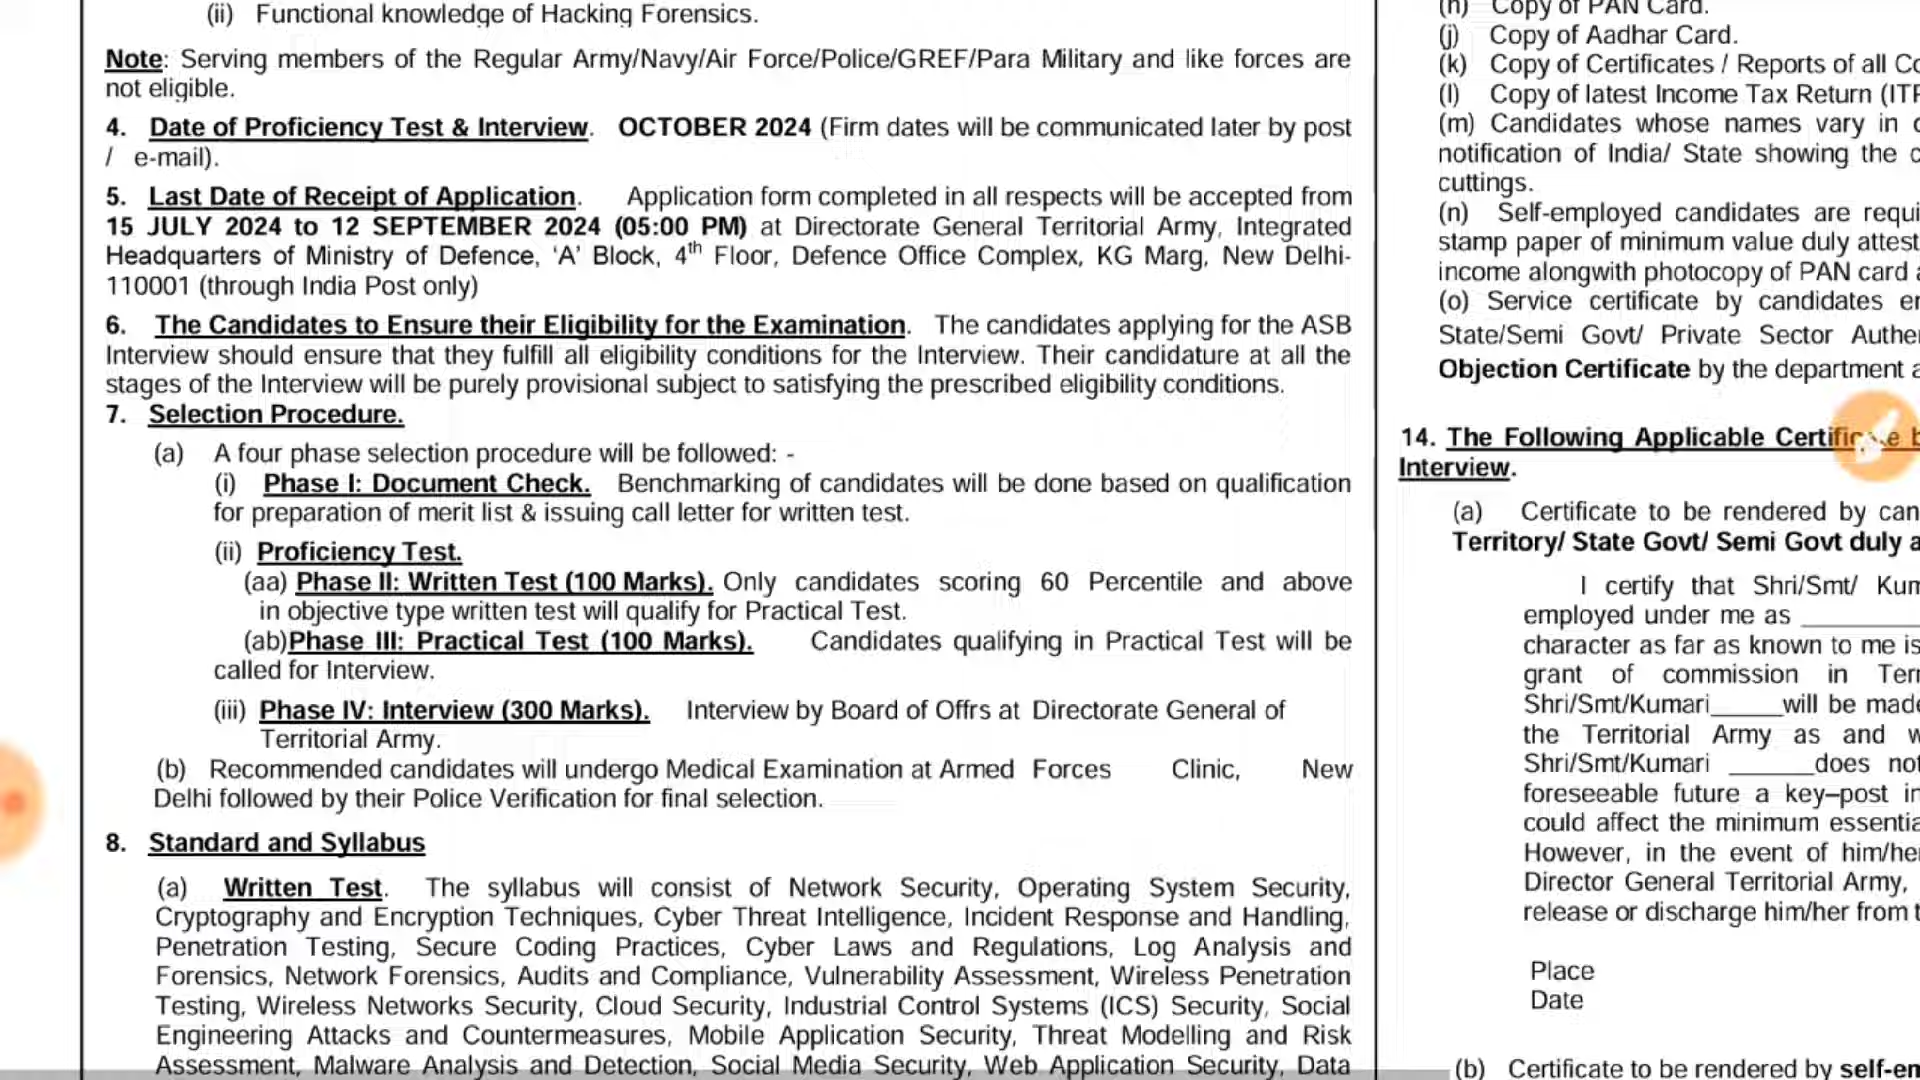 (ii) Functional knowledge of Hacking Forensics.
Note: Serving members of the Regular Army/Navy/Air Force/Police/GREF/Para Military and like forces are
not eligible.
4. Date of Proficiency Test & Interview. OCTOBER 2024 (Firm dates will be communicated later by post
/ e-mail).
5. Last Date of Receipt of Application. Application form completed in all respects will be accepted from
15 JULY 2024 to 12 SEPTEMBER 2024 (05:00 PM) at Directorate General Territorial Army, Integrated
Headquarters of Ministry of Defence, ‘A’ Block, 4th Floor, Defence Office Complex, KG Marg, New Delhi-
110001 (through India Post only)
6. The Candidates to Ensure their Eligibility for the Examination. The candidates applying for the ASB
Interview should ensure that they fulfill all eligibility conditions for the Interview. Their candidature at all the
stages of the Interview will be purely provisional subject to satisfying the prescribed eligibility conditions.
7. Selection Procedure.
(a) A four phase selection procedure will be followed: -
(i) Phase I: Document Check. Benchmarking of candidates will be done based on qualification
for preparation of merit list & issuing call letter for written test.
(ii) Proficiency Test.
(aa) Phase II: Written Test (100 Marks). Only candidates scoring 60 Percentile and above
in objective type written test will qualify for Practical Test.
(ab)Phase III: Practical Test (100 Marks). Candidates qualifying in Practical Test will be
called for Interview.
(iii) Phase IV: Interview (300 Marks). Interview by Board of Offrs at Directorate General of
Territorial Army.
(b) Recommended candidates will undergo Medical Examination at Armed Forces Clinic, New
Delhi followed by their Police Verification for final selection.
8. Standard and Syllabus
(a) Written Test. The syllabus will consist of Network Security, Operating System Security,
Cryptography and Encryption Techniques, Cyber Threat Intelligence, Incident Response and Handling,
Penetration Testing, Secure Coding Practices, Cyber Laws and Regulations, Log Analysis and
Forensics, Network Forensics, Audits and Compliance, Vulnerability Assessment, Wireless Penetration
Testing, Wireless Networks Security, Cloud Security, Industrial Control Systems (ICS) Security, Social
Engineering Attacks and Countermeasures, Mobile Application Security, Threat Modelling and Risk
Assessment, Malware Analysis and Detection, Social Media Security, Web Application Security, Data
(h) Copy of PAN Card.
(j) Copy of Aadhar Card.
(k) Copy of Certificates / Reports of all
(l) Copy of latest Income Tax Return
(m) Candidates whose names vary in
notification of India/ State showing the
cuttings.
(n) Self-employed candidates are
stamp paper of minimum value duly
income alongwith photocopy of PAN card
(o) Service certificate by candidates
State/Semi Govt/ Private Sector
Objection Certificate by the department
14. The Following Applicable
Interview.
(a) Certificate to be rendered by
Territory/ State Govt/ Semi Govt duly
I certify that Shri/Smt/
employed under me as
character as far as known to me
grant of commission in
Shri/Smt/Kumari_____will be
the Territorial Army as and
Shri/Smt/Kumari ______does
foreseeable future a key–post
could affect the minimum
However, in the event of
Director General Territorial Army,
release or discharge him/her from
Place
Date
(b) Certificate to be rendered by